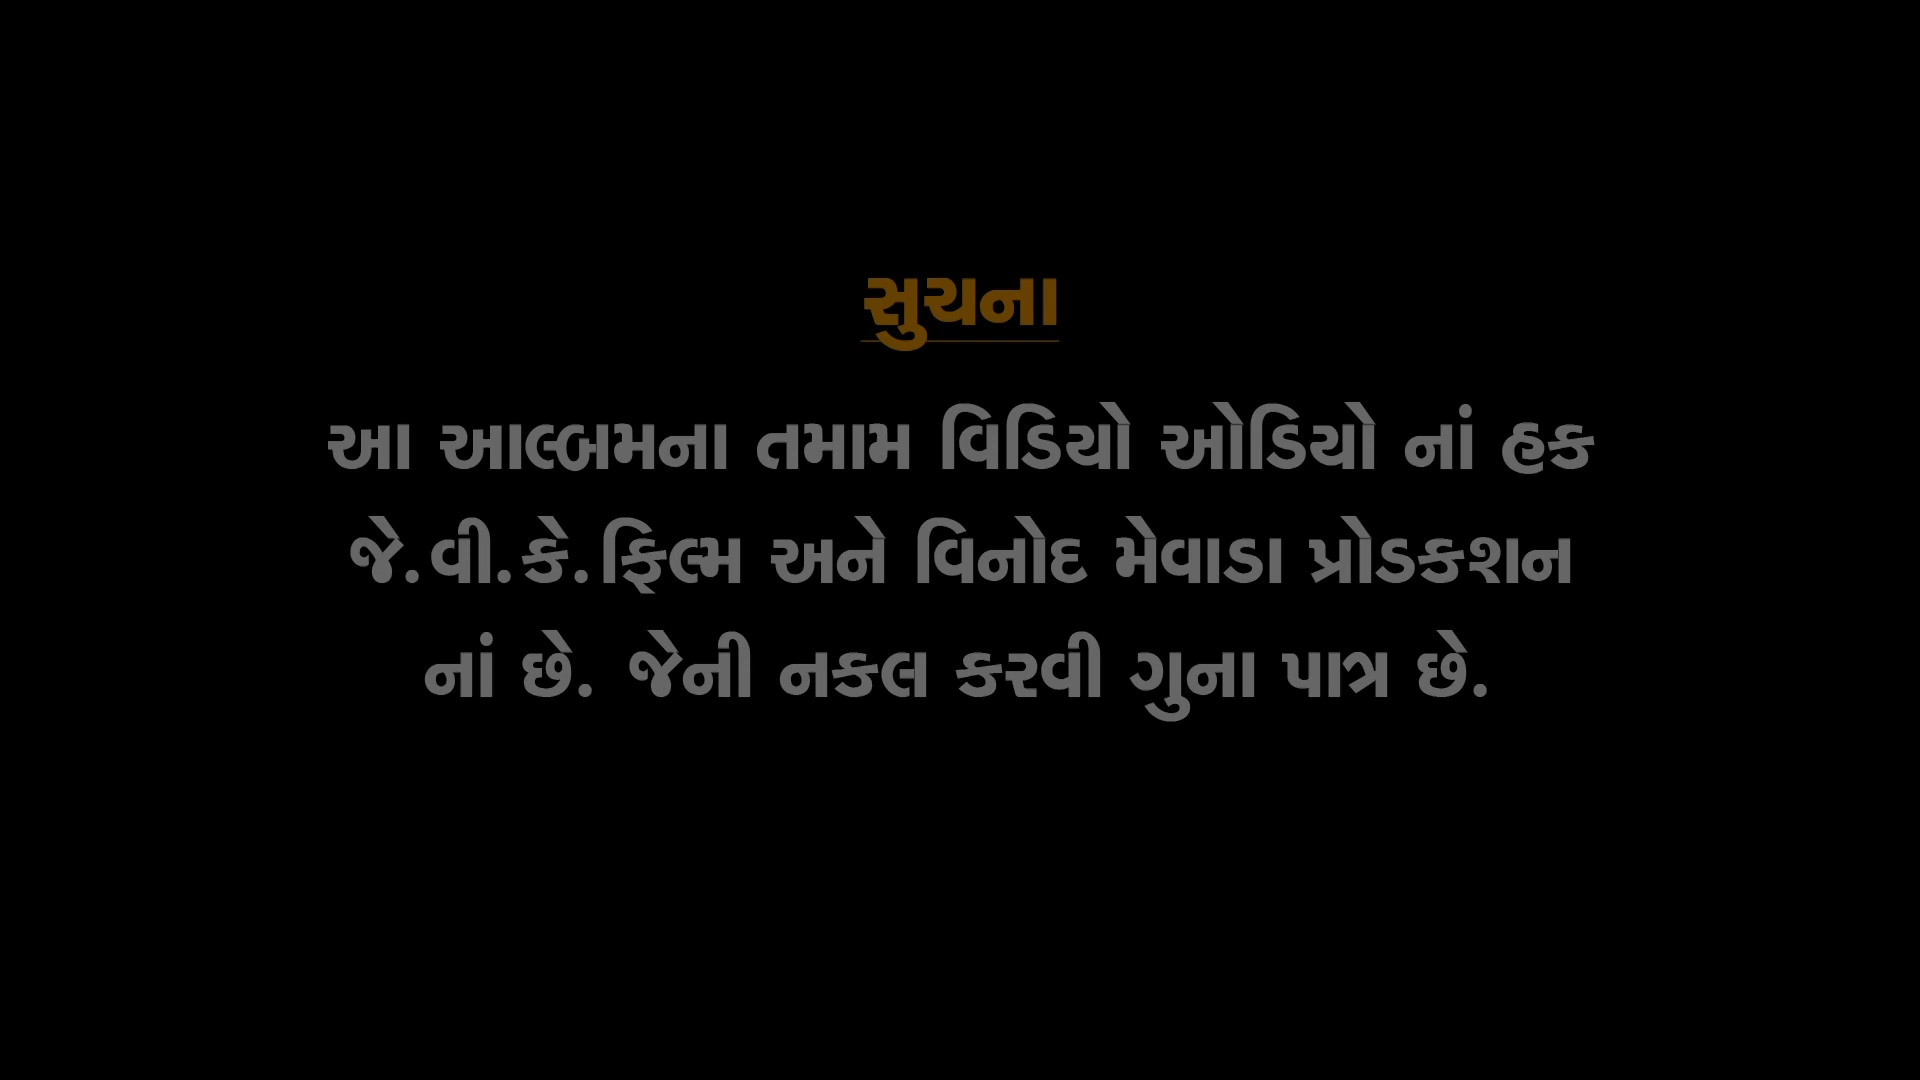 સુચના
આ આલ્બમના તમામ વિડિયો ઓડિયો નાં હક
જે.વી.કે.ફિલ્મ અને વિનોદ મેવાડા પ્રોડકશન
નાં છે. જેની નકલ કરવી ગુના પાત્ર છે.